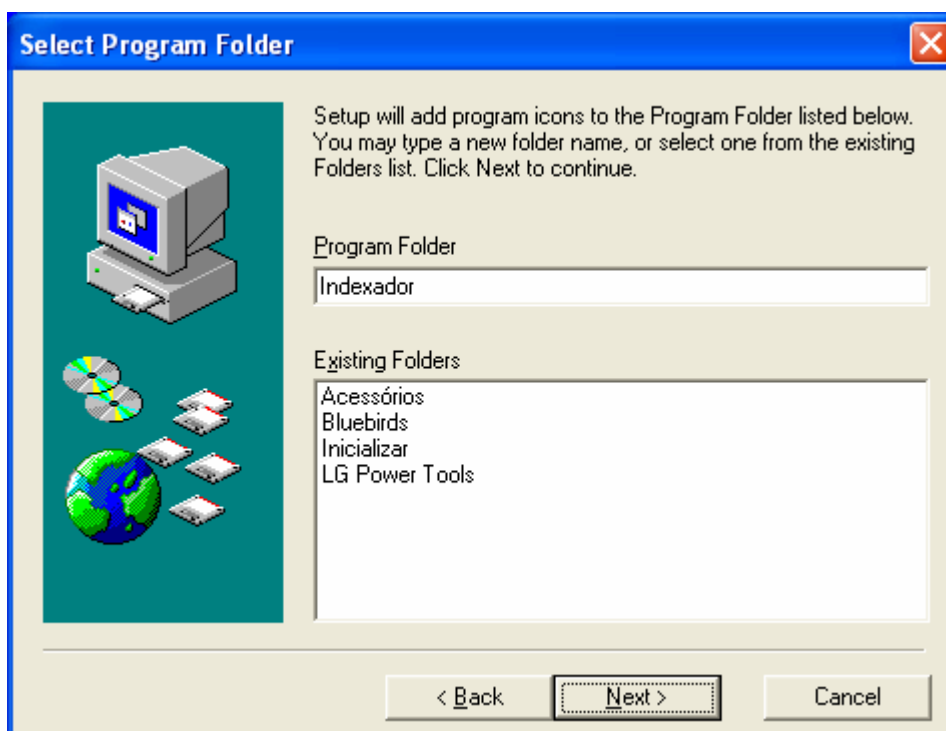 Select Program Folder
Setup will add program icons to the Program Folder listed below.
You may type a new folder name, or select one from the existing
Folders list. Click Next to continue.
Program Folder
Indexador
Existing Folders
Acessórios
Bluebirds
Inicializar
LG Power Tools
< Back
Next >
Cancel